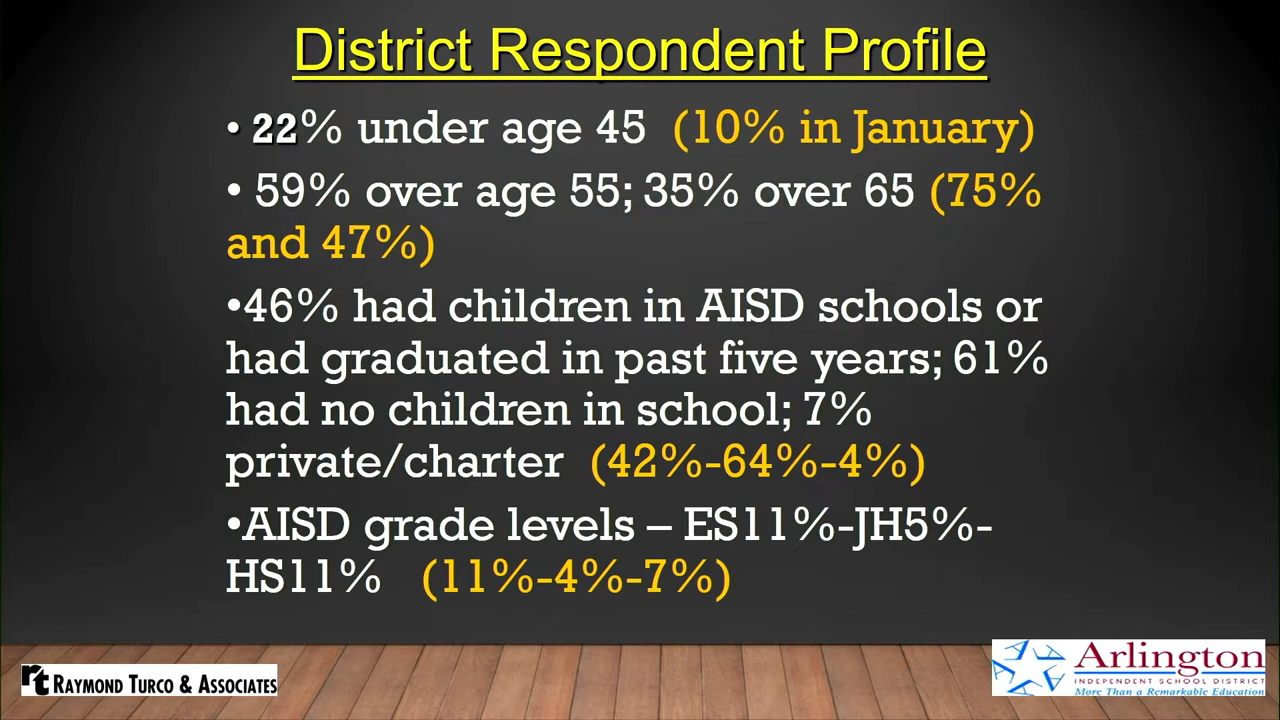 District Respondent Profile
• 22% under age 45 (10% in January)
• 59% over age 55; 35% over 65 (75%
and 47%)
•46% had children in AISD schools or
had graduated in past five years; 61%
had no children in school; 7%
private/charter (42%-64%-4%)
•AISD grade levels – ES11%-JH5%-
HS11% (11%-4%-7%)
rt RAYMOND TURCO & ASSOCIATES
Arlington
INDEPENDENT SCHOOL DISTRICT
More Than a Remarkable Education